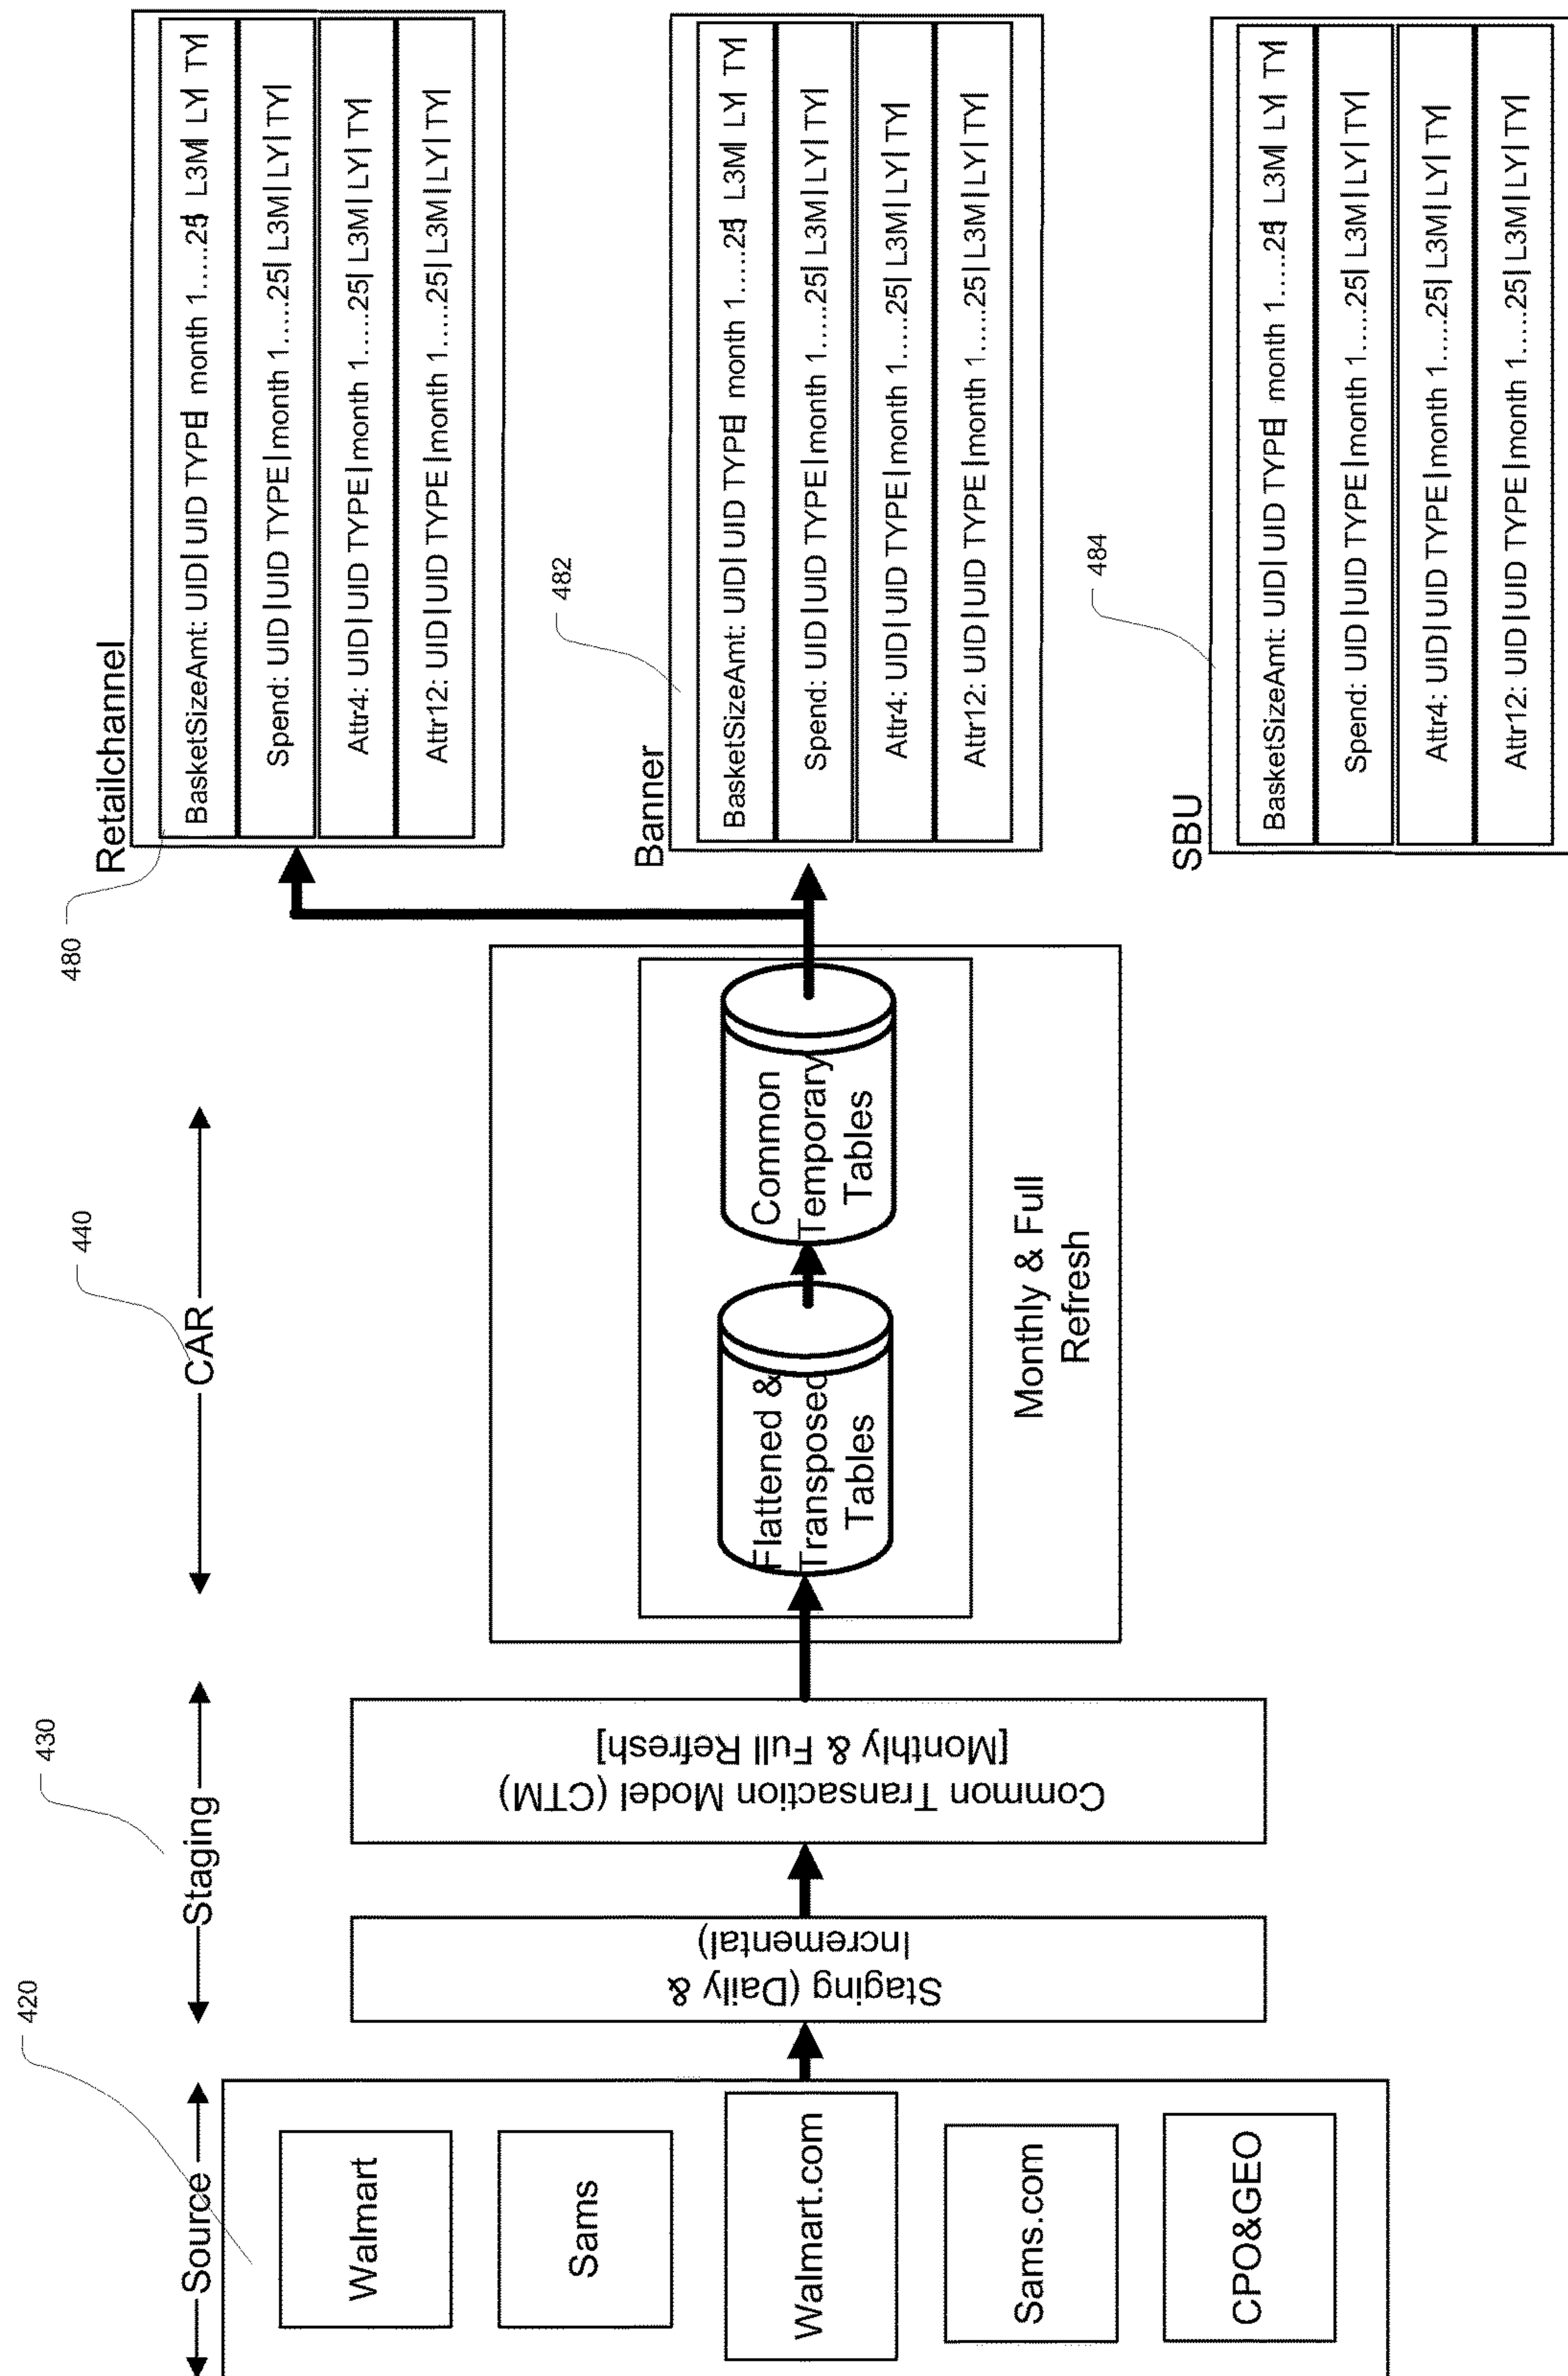 Source
420
Staging
430
CAR
440
Walmart
Sams
Walmart.com
Sams.com
CPO&GEO
Staging (Daily &
Incremental)
Common Transaction Model (CTM)
[Monthly & Full Refresh]
Flattened &
Transposed
Tables
Common
Temporary
Tables
Monthly & Full
Refresh
480
Retailchannel
BasketSizeAmt: UID| UID TYPE| month 1.....25| L3M| LY| TY|
Spend: UID|UID TYPE|month 1.....25| L3M|LY|TY|
Attr4: UID|UID TYPE|month 1.....25| L3M|LY|TY|
Attr12: UID|UID TYPE|month 1.....25|L3M|LY|TY|
482
Banner
BasketSizeAmt: UID| UID TYPE| month 1.....25| L3M| LY| TY|
Spend: UID|UID TYPE|month 1.....25| L3M|LY|TY|
Attr4: UID|UID TYPE|month 1.....25| L3M|LY|TY|
Attr12: UID|UID TYPE|month 1.....25|L3M|LY|TY|
484
SBU
BasketSizeAmt: UID| UID TYPE| month 1.....25| L3M| LY| TY|
Spend: UID|UID TYPE|month 1.....25| L3M|LY|TY|
Attr4: UID|UID TYPE|month 1.....25| L3M|LY|TY|
Attr12: UID|UID TYPE|month 1.....25|L3M|LY|TY|